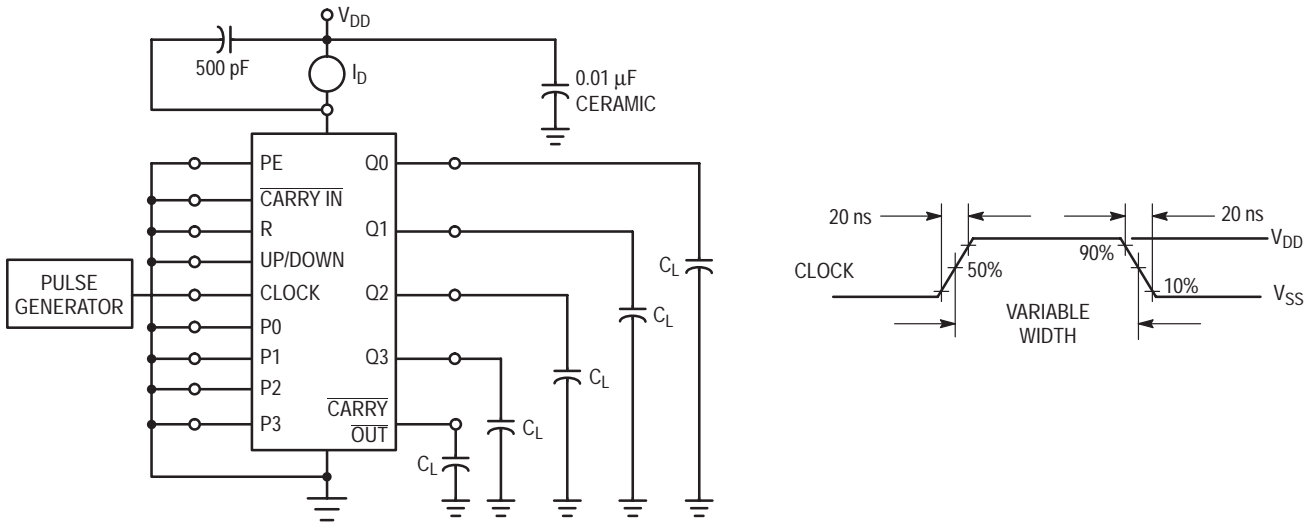 V_DD
500 pF
I_D
0.01 μF
CERAMIC
PE
CARRY IN
R
UP/DOWN
CLOCK
P0
P1
P2
P3
Q0
Q1
Q2
Q3
CARRY
OUT
PULSE
GENERATOR
C_L
C_L
C_L
C_L
C_L
20 ns
20 ns
CLOCK
50%
90%
10%
V_DD
V_SS
VARIABLE
WIDTH